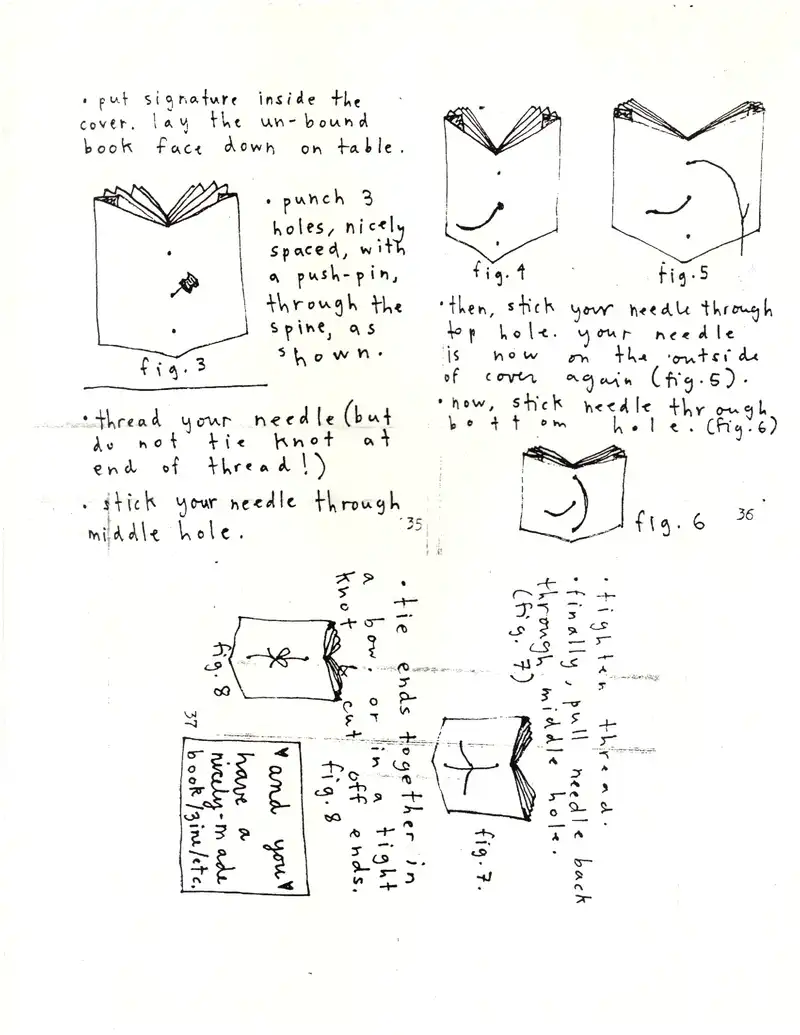 • put signature inside the
cover. lay the un-bound
book face down on table.
• punch 3
holes, nicely
spaced, with
a push-pin,
through the
spine, as
shown.
fig. 3
• thread your needle (but
do not tie knot at
end of thread!)
• stick your needle through
middle hole.
35
fig. 4
fig. 5
• then, stick your needle through
top hole. your needle
is now on the outside
of cover again (fig. 5).
• now, stick needle through
bottom hole. (fig. 6)
fig. 6
36
• tighten thread.
• finally, pull needle back
through middle hole.
(fig. 7)
fig. 7.
• tie ends together in
a bow. or in a tight
knot & cut off ends.
fig. 8
fig. 8
♥ and you ♥
have a
nicely-made
book/zine/etc.
37